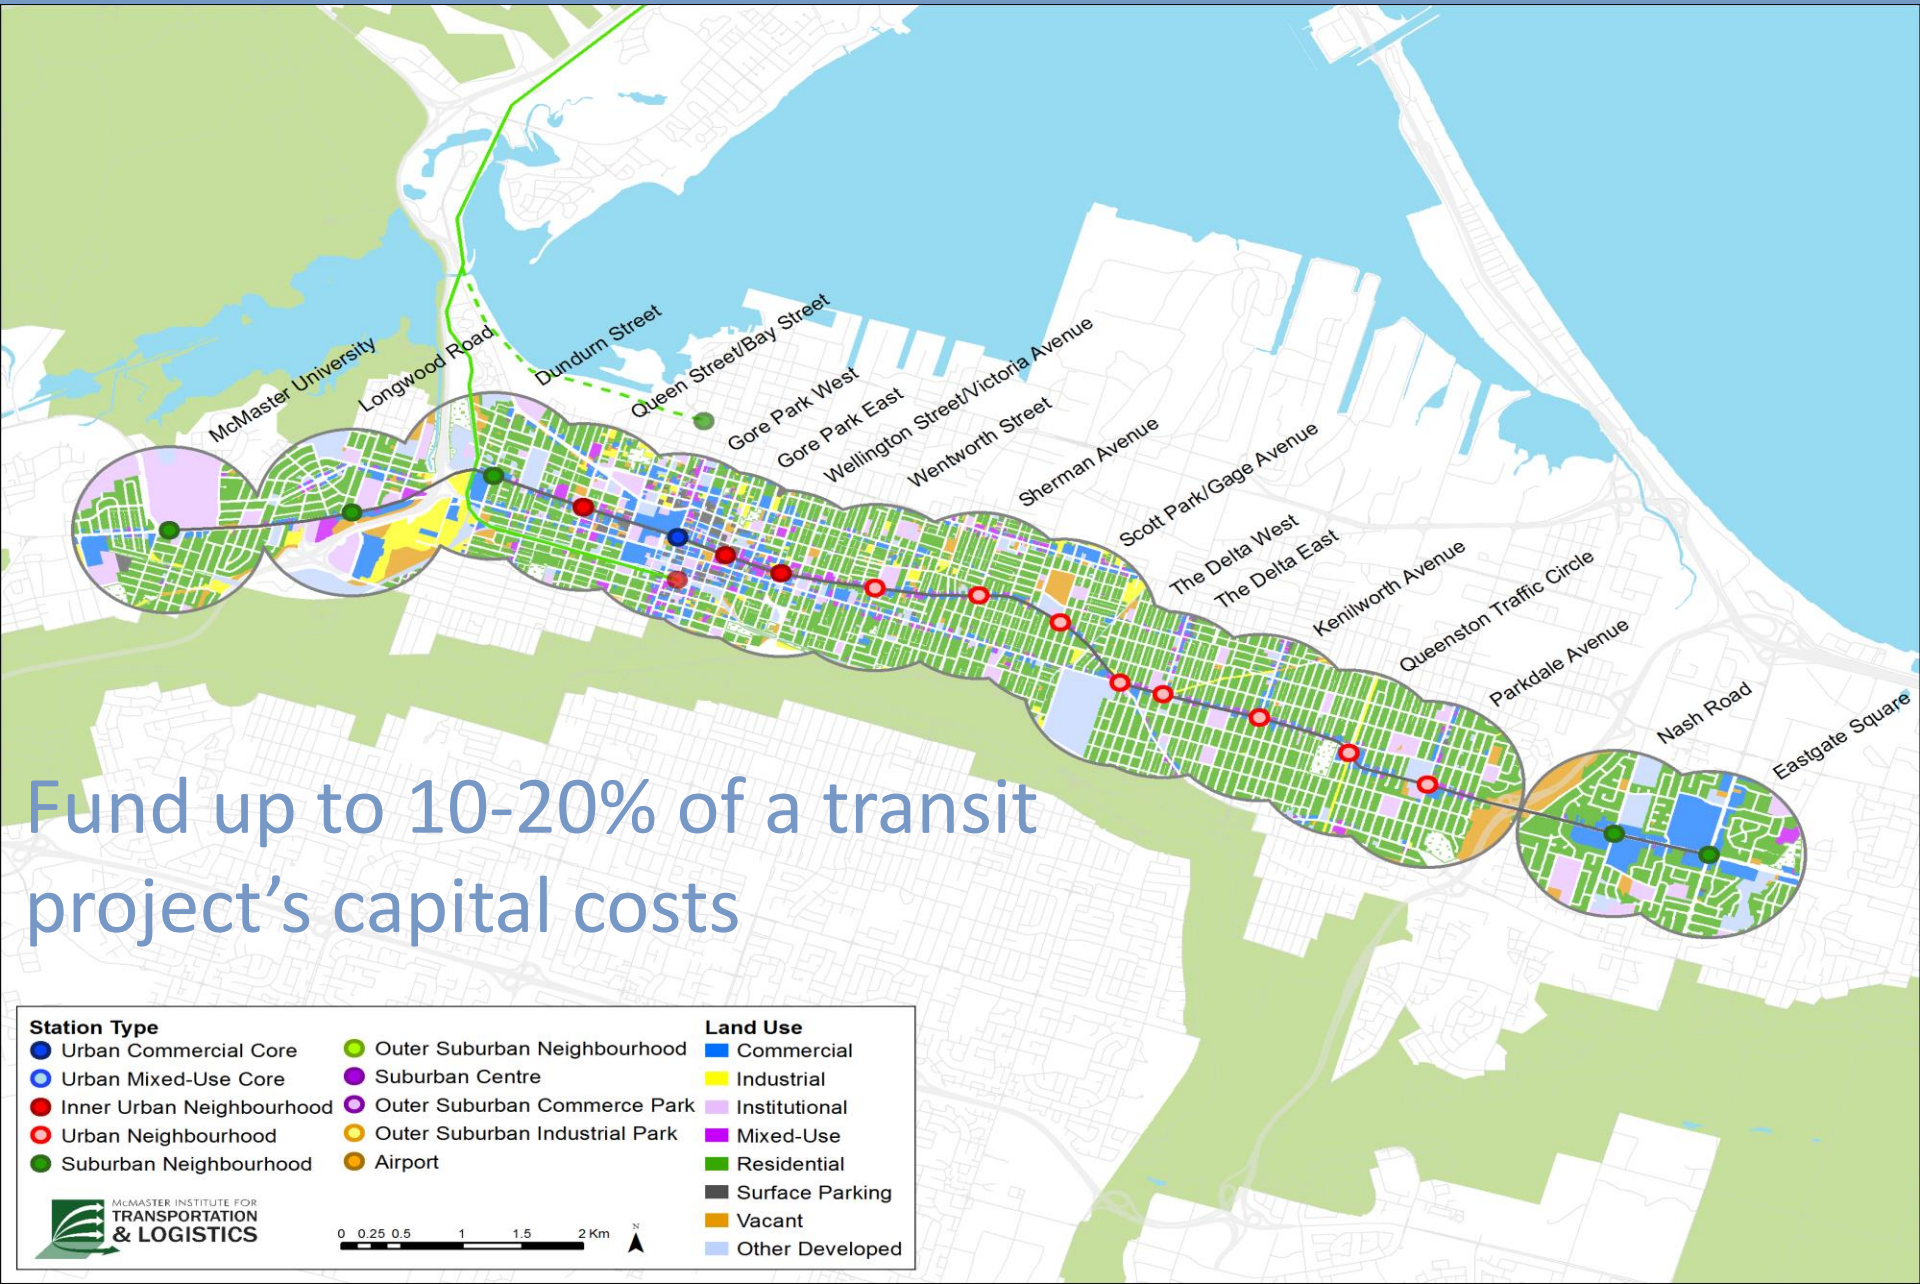 McMaster University
Longwood Road
Dundurn Street
Queen Street/Bay Street
Gore Park West
Gore Park East
Wellington Street/Victoria Avenue
Wentworth Street
Sherman Avenue
Scott Park/Gage Avenue
The Delta West
The Delta East
Kenilworth Avenue
Queenston Traffic Circle
Parkdale Avenue
Nash Road
Eastgate Square
Fund up to 10-20% of a transit
project’s capital costs
Station Type
Urban Commercial Core
Urban Mixed-Use Core
Inner Urban Neighbourhood
Urban Neighbourhood
Suburban Neighbourhood
Outer Suburban Neighbourhood
Suburban Centre
Outer Suburban Commerce Park
Outer Suburban Industrial Park
Airport
Land Use
Commercial
Industrial
Institutional
Mixed-Use
Residential
Surface Parking
Vacant
Other Developed
McMASTER INSTITUTE FOR
TRANSPORTATION
& LOGISTICS
0 0.25 0.5 1 1.5 2 Km
N